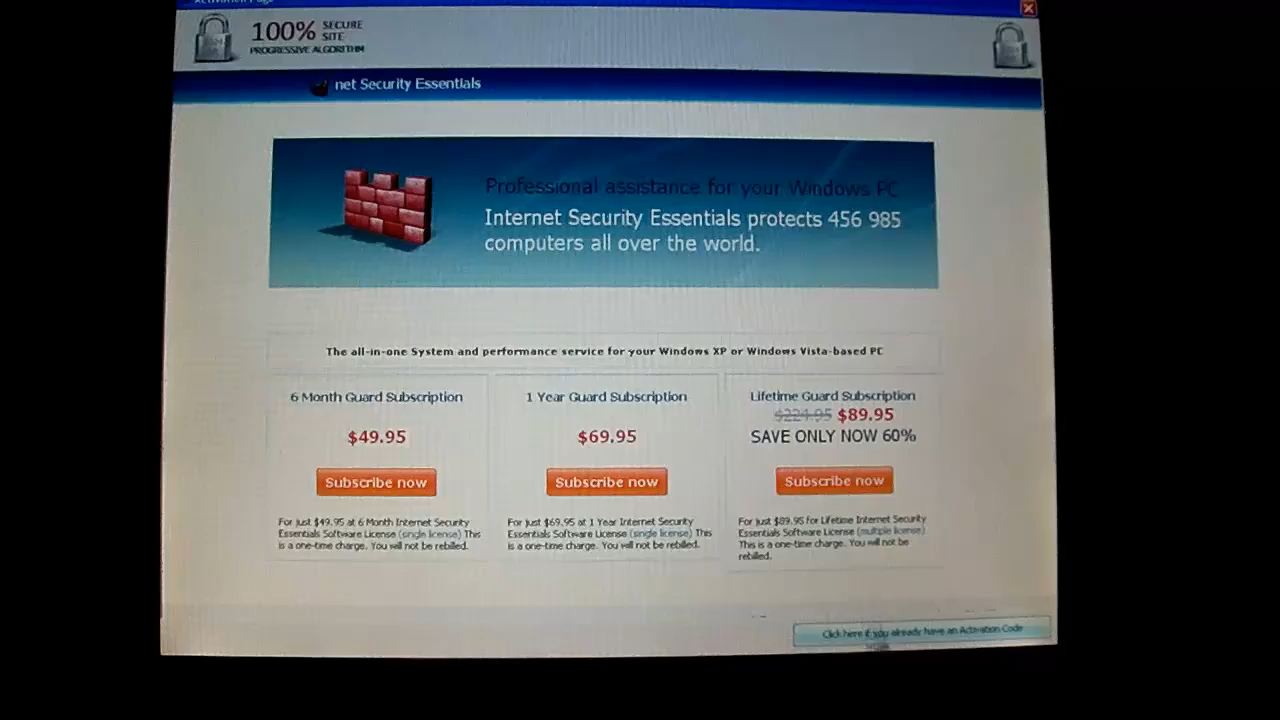 100% SECURE
SITE
PROGRESSIVE ALGORITHM
net Security Essentials
Professional assistance for your Windows PC
Internet Security Essentials protects 456 985
computers all over the world.
The all-in-one System and performance service for your Windows XP or Windows Vista-based PC
6 Month Guard Subscription
$49.95
Subscribe now
For just $49.95 at 6 Month Internet Security
Essentials Software License (single license) This
is a one-time charge. You will not be rebilled.
1 Year Guard Subscription
$69.95
Subscribe now
For just $69.95 at 1 Year Internet Security
Essentials Software License (single license) This
is a one-time charge. You will not be rebilled.
Lifetime Guard Subscription
$224.95 $89.95
SAVE ONLY NOW 60%
Subscribe now
For just $89.95 for Lifetime Internet Security
Essentials Software License (multiple license)
This is a one-time charge. You will not be
rebilled.
Click here if you already have an Activation Code